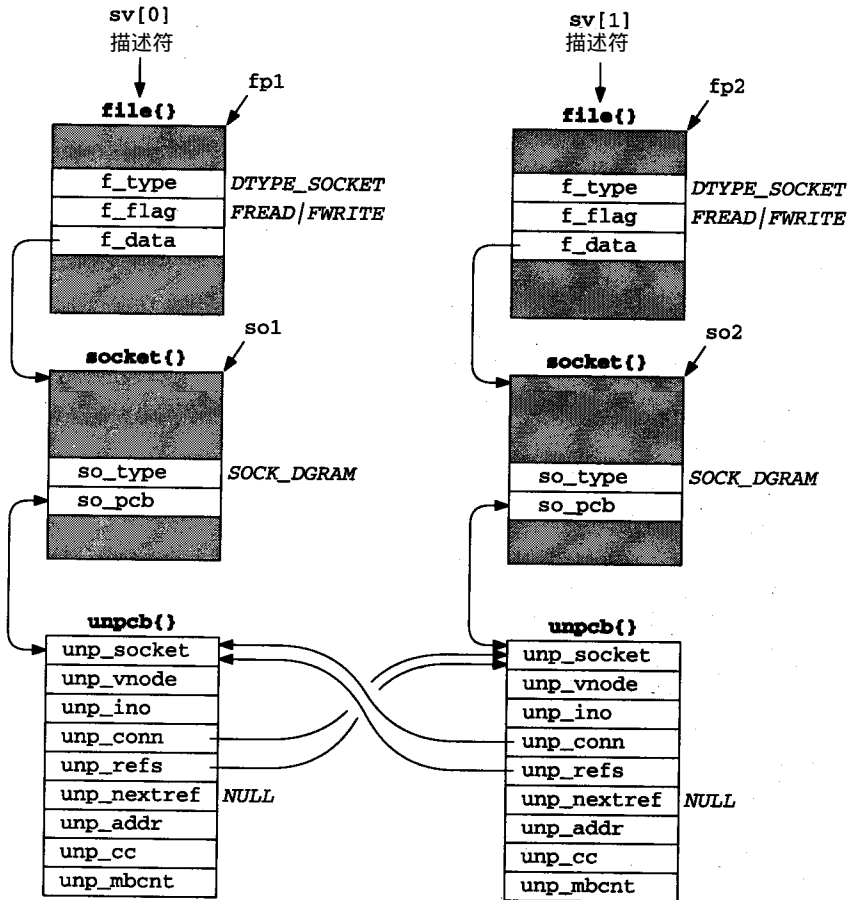 sv[0]
描述符
fp1
file{}
f_type DTYPE_SOCKET
f_flag FREAD|FWRITE
f_data
so1
socket{}
so_type SOCK_DGRAM
so_pcb
unpcb{}
unp_socket
unp_vnode
unp_ino
unp_conn
unp_refs
unp_nextref NULL
unp_addr
unp_cc
unp_mbcnt
sv[1]
描述符
fp2
file{}
f_type DTYPE_SOCKET
f_flag FREAD|FWRITE
f_data
so2
socket{}
so_type SOCK_DGRAM
so_pcb
unpcb{}
unp_socket
unp_vnode
unp_ino
unp_conn
unp_refs
unp_nextref NULL
unp_addr
unp_cc
unp_mbcnt